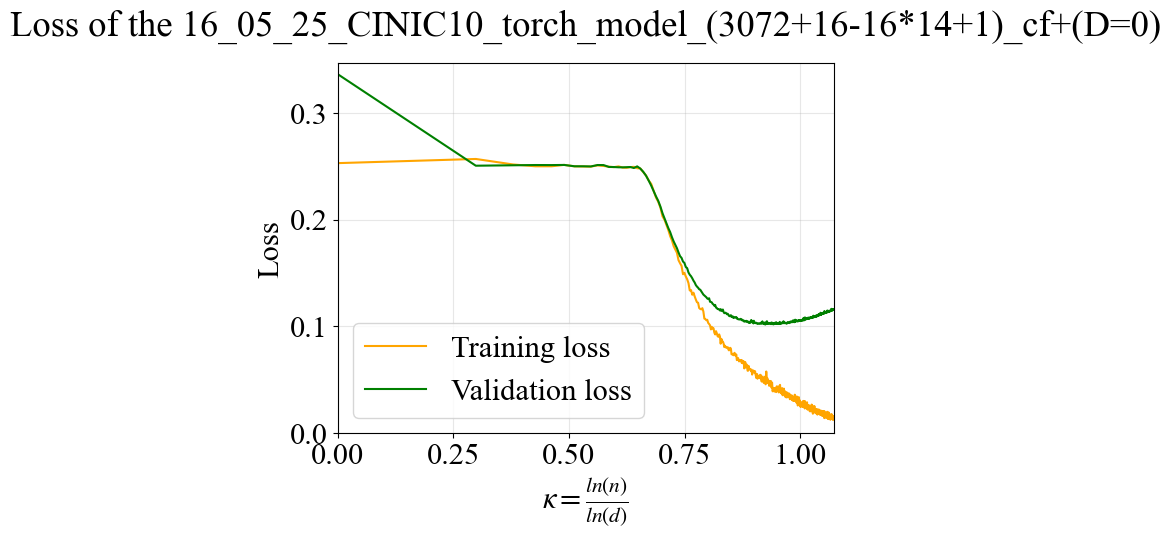 Loss of the 16_05_25_CINIC10_torch_model_(3072+16-16*14+1)_cf+(D=0)
0.3
0.2
0.1
0.0
Loss
Training loss
Validation loss
0.00 0.25 0.50 0.75 1.00
κ = ln(n)/ln(d)